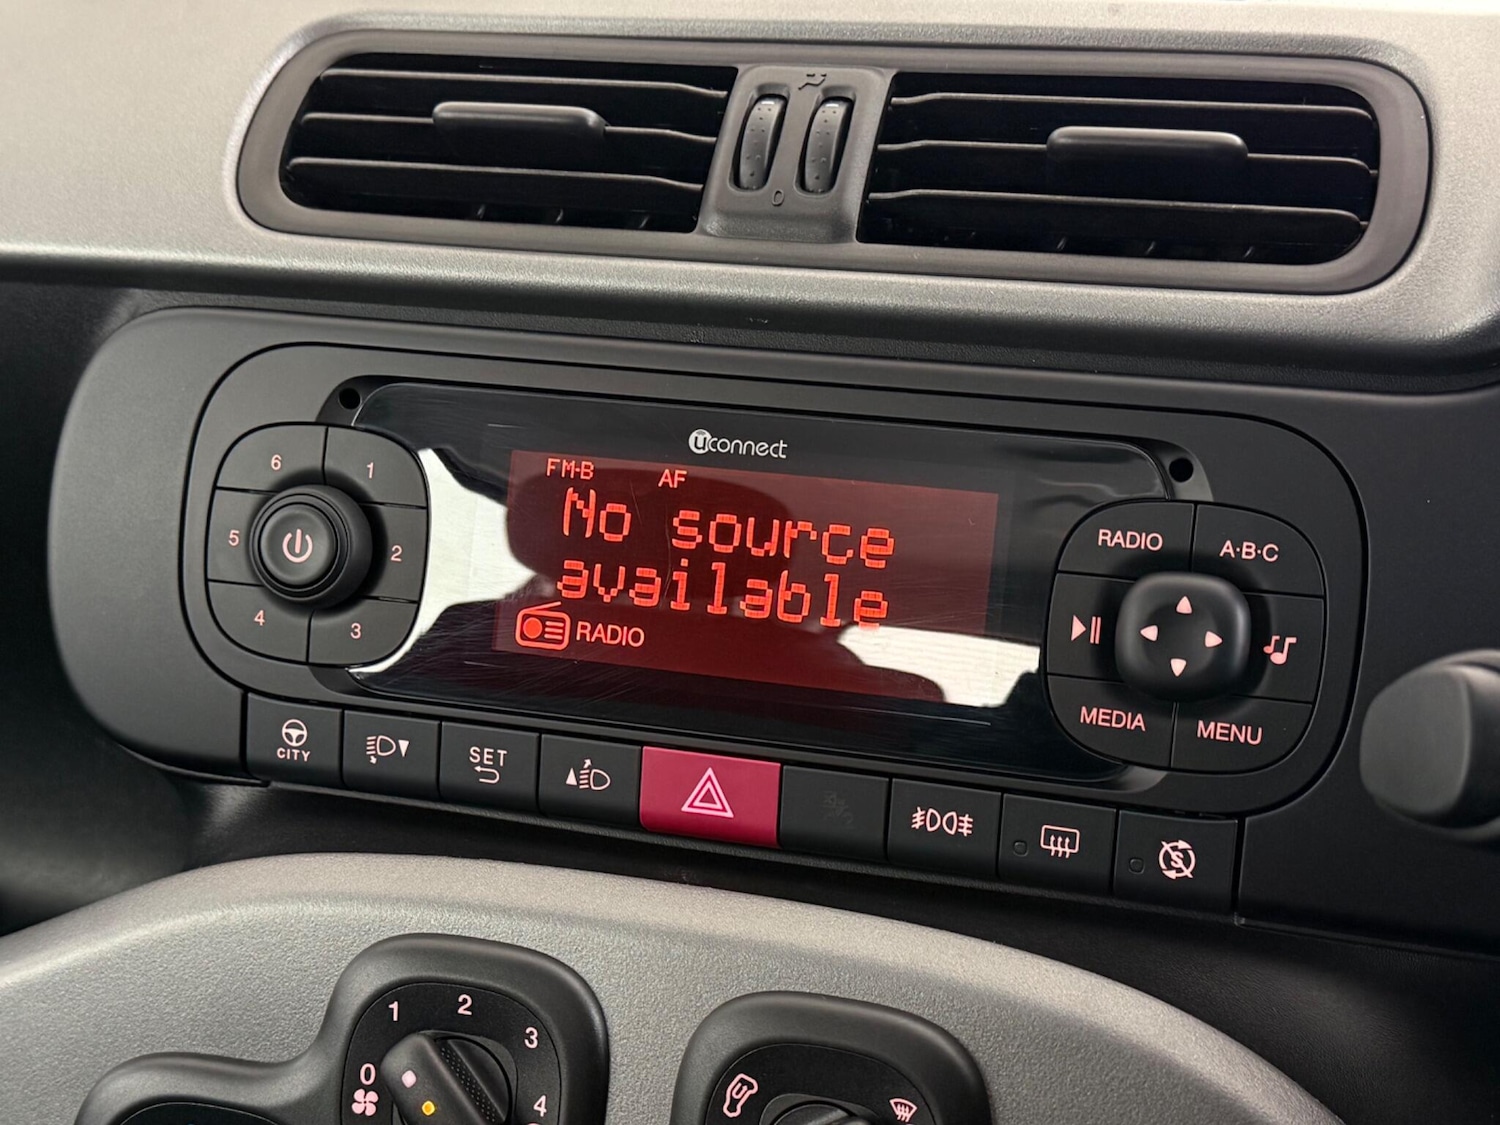 0
uconnect
FM-B AF
No source
available
RADIO
6 1
5 2
4 3
RADIO A·B·C
MEDIA MENU
CITY
SET
S
0 1 2 3 4